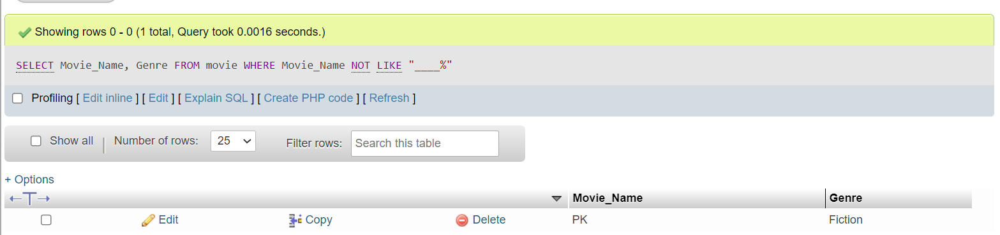 Showing rows 0 - 0 (1 total, Query took 0.0016 seconds.)
SELECT Movie_Name, Genre FROM movie WHERE Movie_Name NOT LIKE "____%"
Profiling [ Edit inline ] [ Edit ] [ Explain SQL ] [ Create PHP code ] [ Refresh ]
Show all | Number of rows: 25 Filter rows: Search this table
+ Options
←T→ Movie_Name Genre
Edit Copy Delete PK Fiction